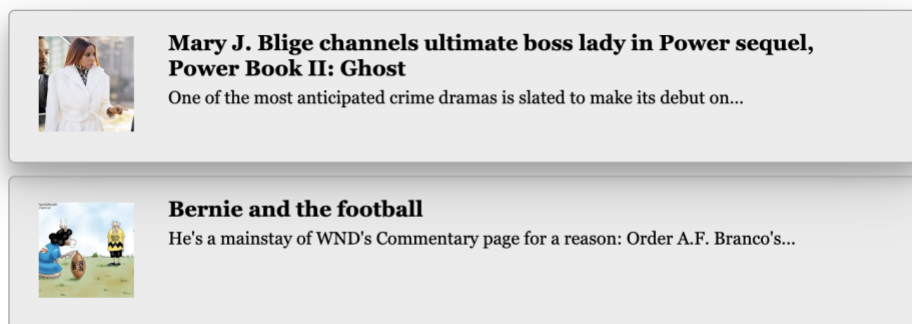 Mary J. Blige channels ultimate boss lady in Power sequel,
Power Book II: Ghost
One of the most anticipated crime dramas is slated to make its debut on...
Bernie and the football
He's a mainstay of WND's Commentary page for a reason: Order A.F. Branco's...